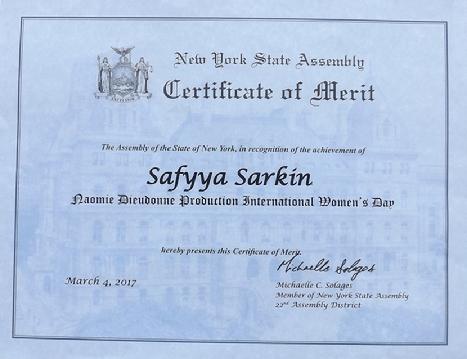 New York State Assembly
Certificate of Merit
EXCELSIOR
The Assembly of the State of New York, in recognition of the achievement of
Safyya Sarkin
Naomie Dieudonne Production International Women's Day
hereby presents this Certificate of Merit.
Michaelle Solages
March 4, 2017
Michaelle C. Solages
Member of New York State Assembly
22nd Assembly District